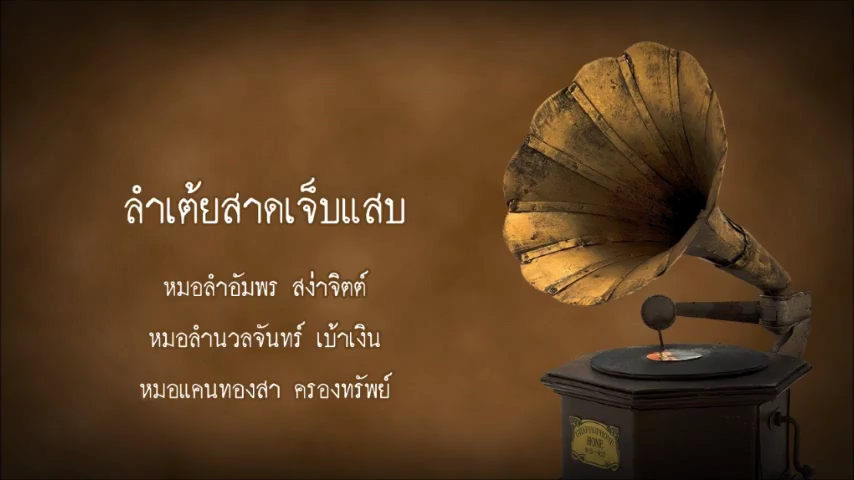 ลำเต้ยสาดเจ็บแสบ
หมอลำอัมพร สง่าจิตต์
หมอลำนวลจันทร์ เบ้าเงิน
หมอแคนทองสา ครองทรัพย์
HONE